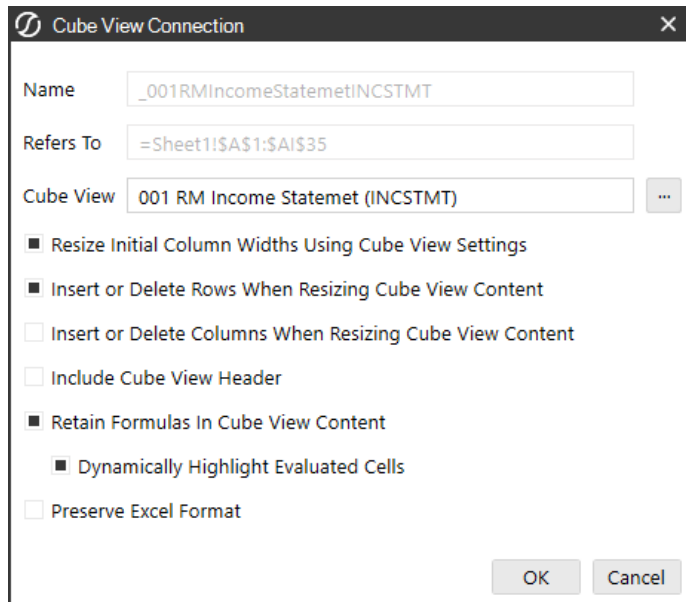 Cube View Connection
Name _001RMIncomeStatemetINCSTMT
Refers To =Sheet1!$A$1:$AI$35
Cube View 001 RM Income Statemet (INCSTMT) ...
Resize Initial Column Widths Using Cube View Settings
Insert or Delete Rows When Resizing Cube View Content
Insert or Delete Columns When Resizing Cube View Content
Include Cube View Header
Retain Formulas In Cube View Content
Dynamically Highlight Evaluated Cells
Preserve Excel Format
OK Cancel